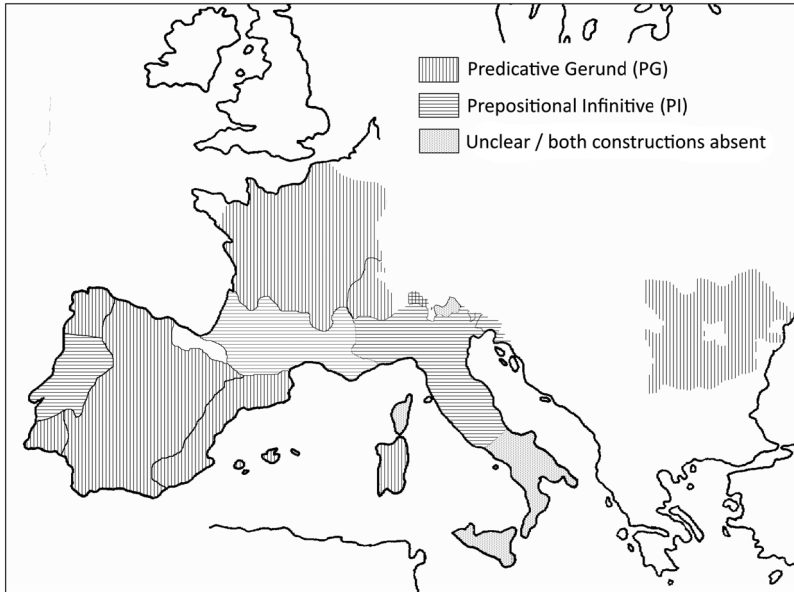 Predicative Gerund (PG)
Prepositional Infinitive (PI)
Unclear / both constructions absent